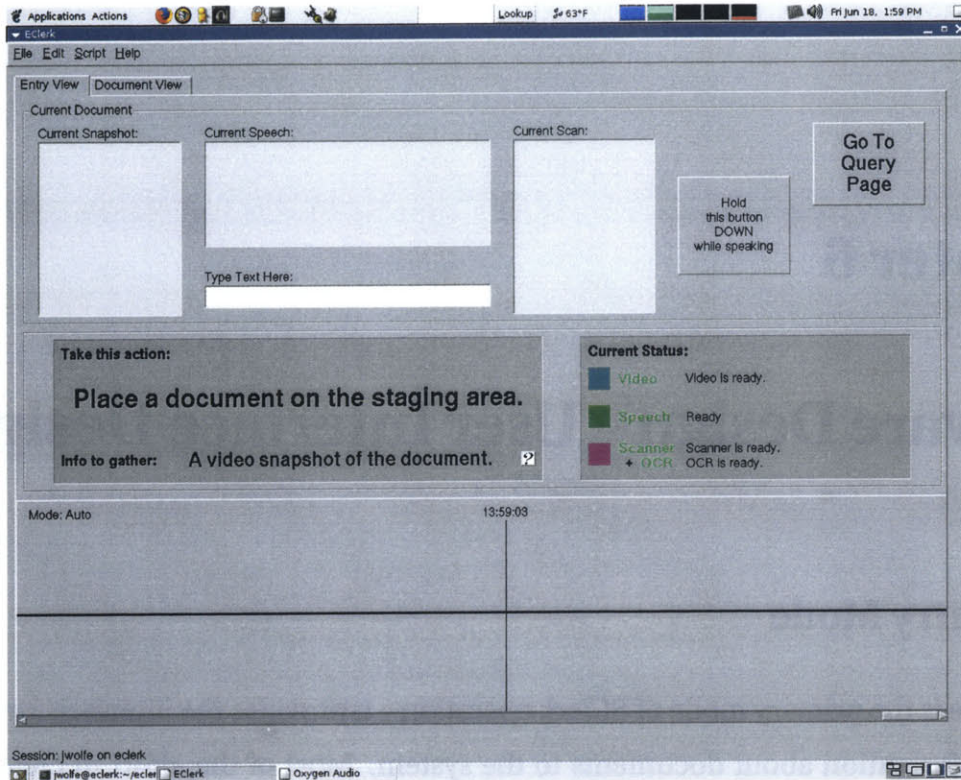 Applications Actions Lookup 63°F Fri Jun 18, 1:59 PM
EClerk
File Edit Script Help
Entry View Document View
Current Document
Current Snapshot: Current Speech: Current Scan:
Go To
Query
Page
Hold
this button
DOWN
while speaking
Type Text Here:
Take this action:
Place a document on the staging area.
Info to gather: A video snapshot of the document. ?
Current Status:
Video Video is ready.
Speech Ready
Scanner Scanner is ready.
+ OCR OCR is ready.
Mode: Auto 13:59:03
Session: jwolfe on eclerk
jwolfe@eclerk:~/ecler EClerk Oxygen Audio